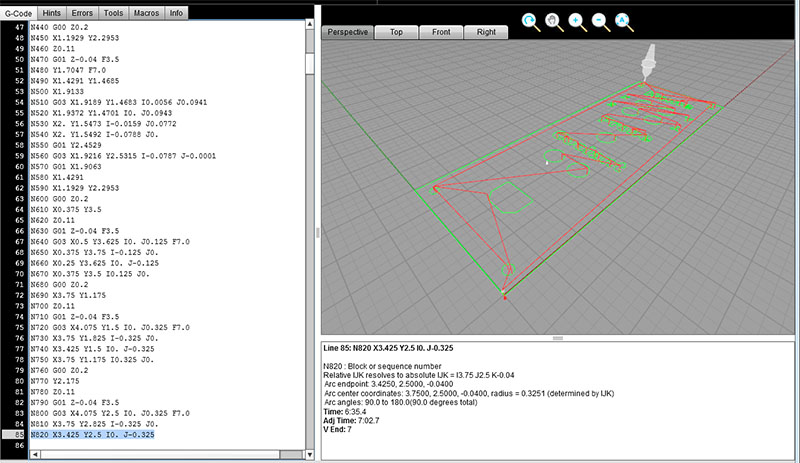 G-Code Hints Errors Tools Macros Info
47 N440 G00 Z0.2
48 N450 X1.1929 Y2.2953
49 N460 Z0.11
50 N470 G01 Z-0.04 F3.5
51 N480 Y1.7047 F7.0
52 N490 X1.4291 Y1.4685
53 N500 X1.9133
54 N510 G03 X1.9189 Y1.4683 I0.0056 J0.0941
55 N520 X1.9372 Y1.4701 I0. J0.0943
56 N530 X2. Y1.5473 I-0.0159 J0.0772
57 N540 X2. Y1.5492 I-0.0788 J0.
58 N550 G01 Y2.4529
59 N560 G03 X1.9216 Y2.5315 I-0.0787 J-0.0001
60 N570 G01 X1.9063
61 N580 X1.4291
62 N590 X1.1929 Y2.2953
63 N600 G00 Z0.2
64 N610 X0.375 Y3.5
65 N620 Z0.11
66 N630 G01 Z-0.04 F3.5
67 N640 G03 X0.5 Y3.625 I0. J0.125 F7.0
68 N650 X0.375 Y3.75 I-0.125 J0.
69 N660 X0.25 Y3.625 I0. J-0.125
70 N670 X0.375 Y3.5 I0.125 J0.
71 N680 G00 Z0.2
72 N690 X3.75 Y1.175
73 N700 Z0.11
74 N710 G01 Z-0.04 F3.5
75 N720 G03 X4.075 Y1.5 I0. J0.325 F7.0
76 N730 X3.75 Y1.825 I-0.325 J0.
77 N740 X3.425 Y1.5 I0. J-0.325
78 N750 X3.75 Y1.175 I0.325 J0.
79 N760 G00 Z0.2
80 N770 Y2.175
81 N780 Z0.11
82 N790 G01 Z-0.04 F3.5
83 N800 G03 X4.075 Y2.5 I0. J0.325 F7.0
84 N810 X3.75 Y2.825 I-0.325 J0.
85 N820 X3.425 Y2.5 I0. J-0.325
86
Perspective Top Front Right
Line 85: N820 X3.425 Y2.5 I0. J-0.325
N820 : Block or sequence number
Relative IJK resolves to absolute IJK = I3.75 J2.5 K-0.04
Arc endpoint: 3.4250, 2.5000, -0.0400
Arc center coordinates: 3.7500, 2.5000, -0.0400, radius = 0.3251 (determined by IJK)
Arc angles: 90.0 to 180.0(90.0 degrees total)
Time: 6:35.4
Adj Time: 7:02.7
V End: 7